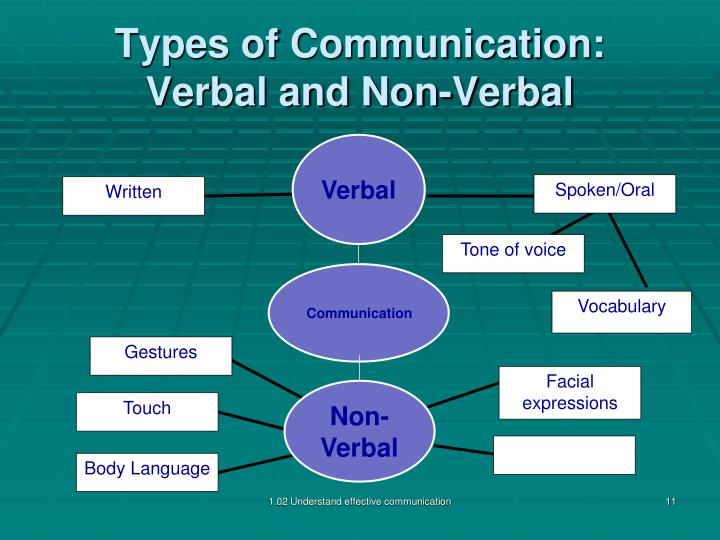 Types of Communication:
Verbal and Non-Verbal
Verbal
Written
Spoken/Oral
Tone of voice
Vocabulary
Communication
Gestures
Touch
Body Language
Non-
Verbal
Facial
expressions
1.02 Understand effective communication
11